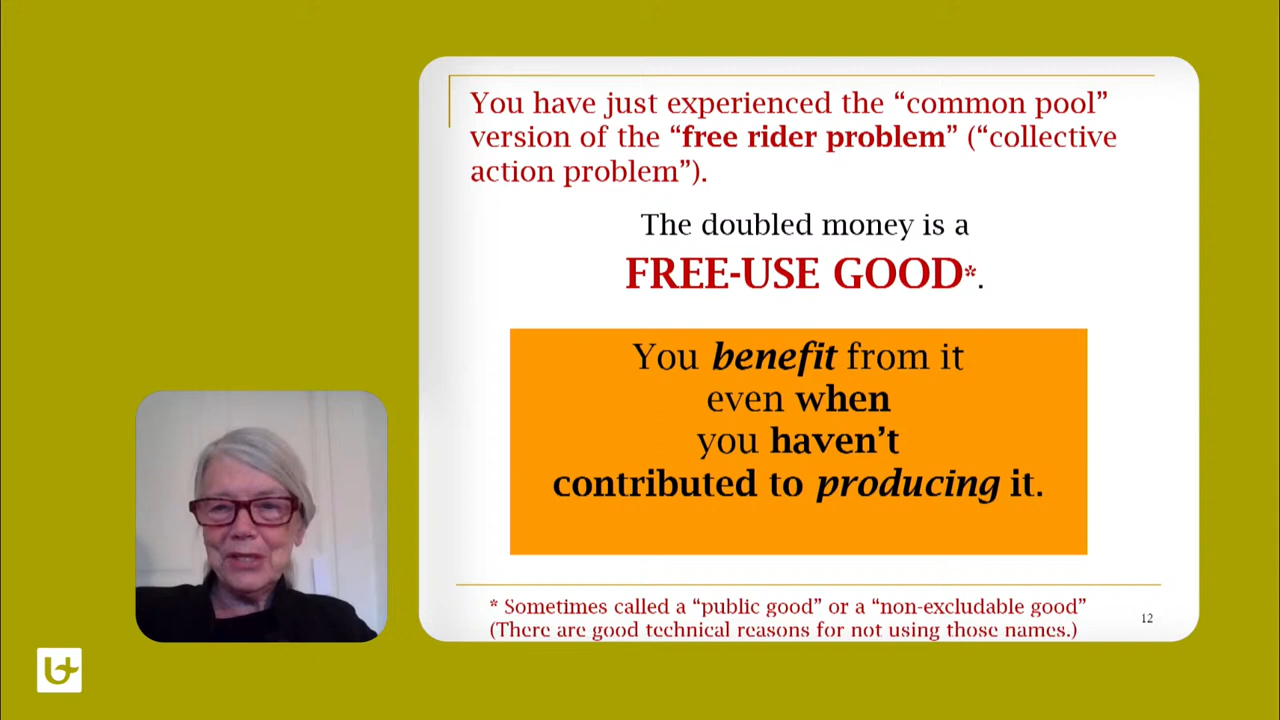 You have just experienced the “common pool”
version of the “free rider problem” (“collective
action problem”).
The doubled money is a
FREE-USE GOOD*.
You benefit from it
even when
you haven’t
contributed to producing it.
* Sometimes called a “public good” or a “non-excludable good”
(There are good technical reasons for not using those names.)
12